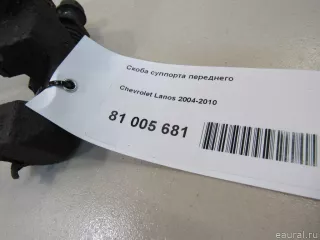 Скоба суппорта переднего
Chevrolet Lanos 2004-2010
81 005 681
eaural.ru